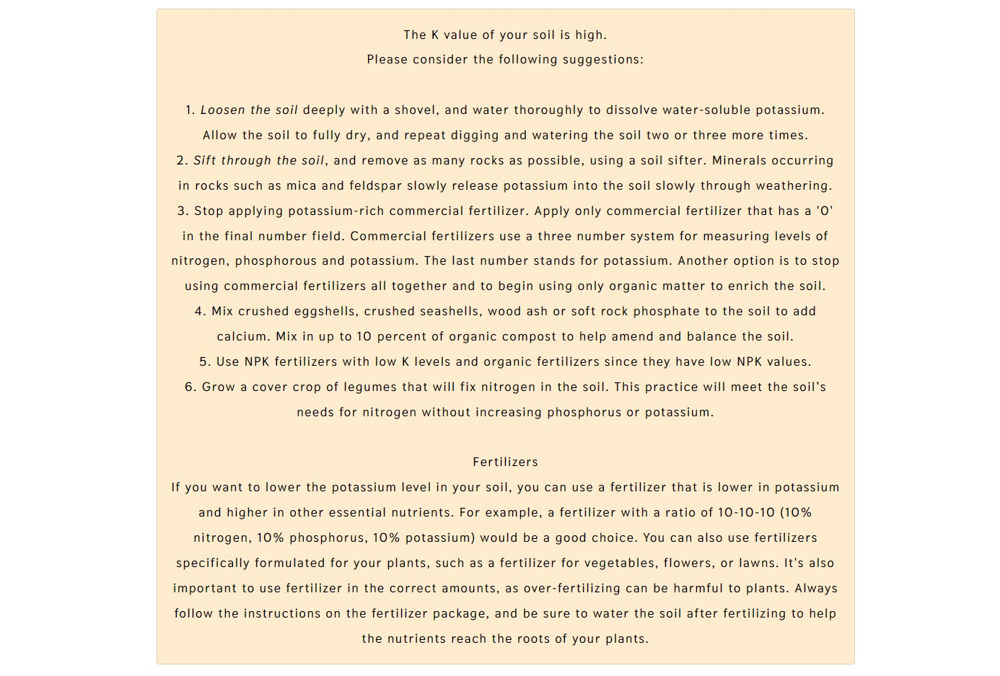 The K value of your soil is high.
Please consider the following suggestions:
1. Loosen the soil deeply with a shovel, and water thoroughly to dissolve water-soluble potassium.
Allow the soil to fully dry, and repeat digging and watering the soil two or three more times.
2. Sift through the soil, and remove as many rocks as possible, using a soil sifter. Minerals occurring
in rocks such as mica and feldspar slowly release potassium into the soil slowly through weathering.
3. Stop applying potassium-rich commercial fertilizer. Apply only commercial fertilizer that has a '0'
in the final number field. Commercial fertilizers use a three number system for measuring levels of
nitrogen, phosphorous and potassium. The last number stands for potassium. Another option is to stop
using commercial fertilizers all together and to begin using only organic matter to enrich the soil.
4. Mix crushed eggshells, crushed seashells, wood ash or soft rock phosphate to the soil to add
calcium. Mix in up to 10 percent of organic compost to help amend and balance the soil.
5. Use NPK fertilizers with low K levels and organic fertilizers since they have low NPK values.
6. Grow a cover crop of legumes that will fix nitrogen in the soil. This practice will meet the soil’s
needs for nitrogen without increasing phosphorus or potassium.
Fertilizers
If you want to lower the potassium level in your soil, you can use a fertilizer that is lower in potassium
and higher in other essential nutrients. For example, a fertilizer with a ratio of 10-10-10 (10%
nitrogen, 10% phosphorus, 10% potassium) would be a good choice. You can also use fertilizers
specifically formulated for your plants, such as a fertilizer for vegetables, flowers, or lawns. It's also
important to use fertilizer in the correct amounts, as over-fertilizing can be harmful to plants. Always
follow the instructions on the fertilizer package, and be sure to water the soil after fertilizing to help
the nutrients reach the roots of your plants.